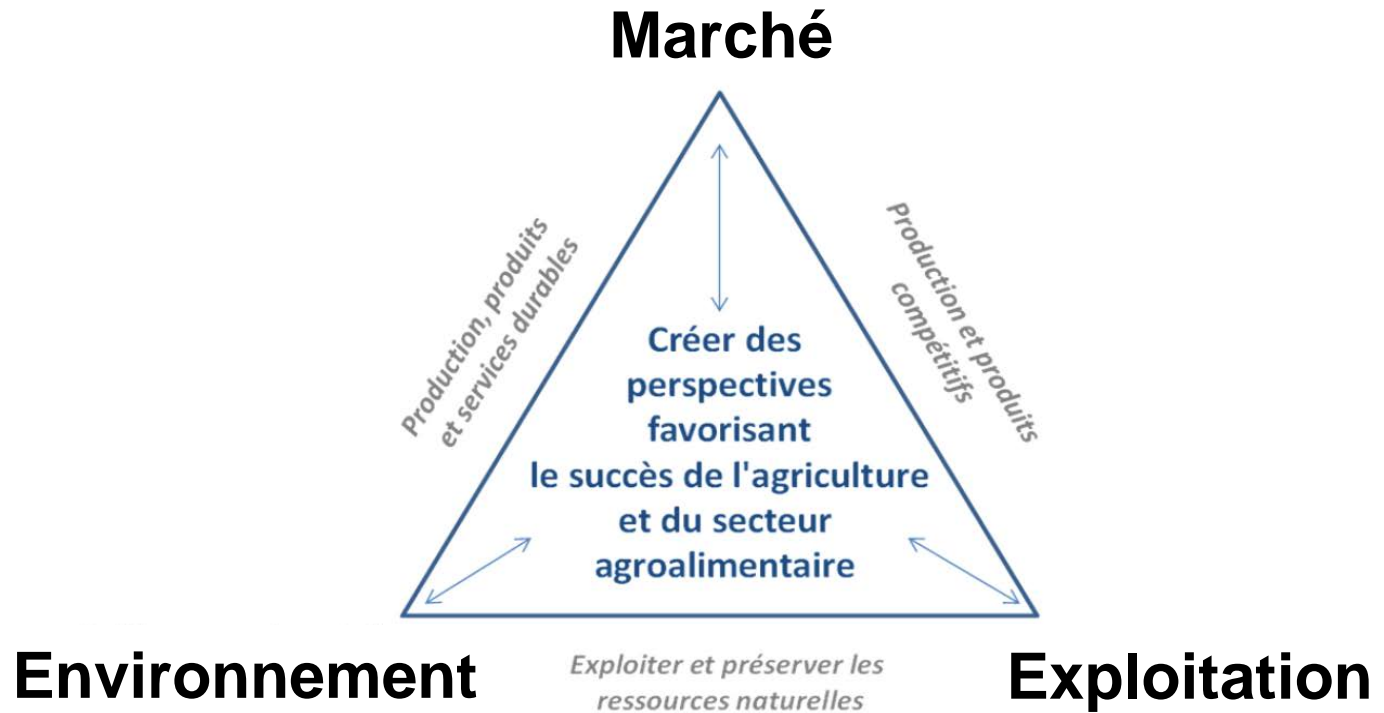 Marché
Production, produits
et services durables
Production et produits
compétitifs
Créer des
perspectives
favorisant
le succès de l'agriculture
et du secteur
agroalimentaire
Environnement
Exploiter et préserver les
ressources naturelles
Exploitation